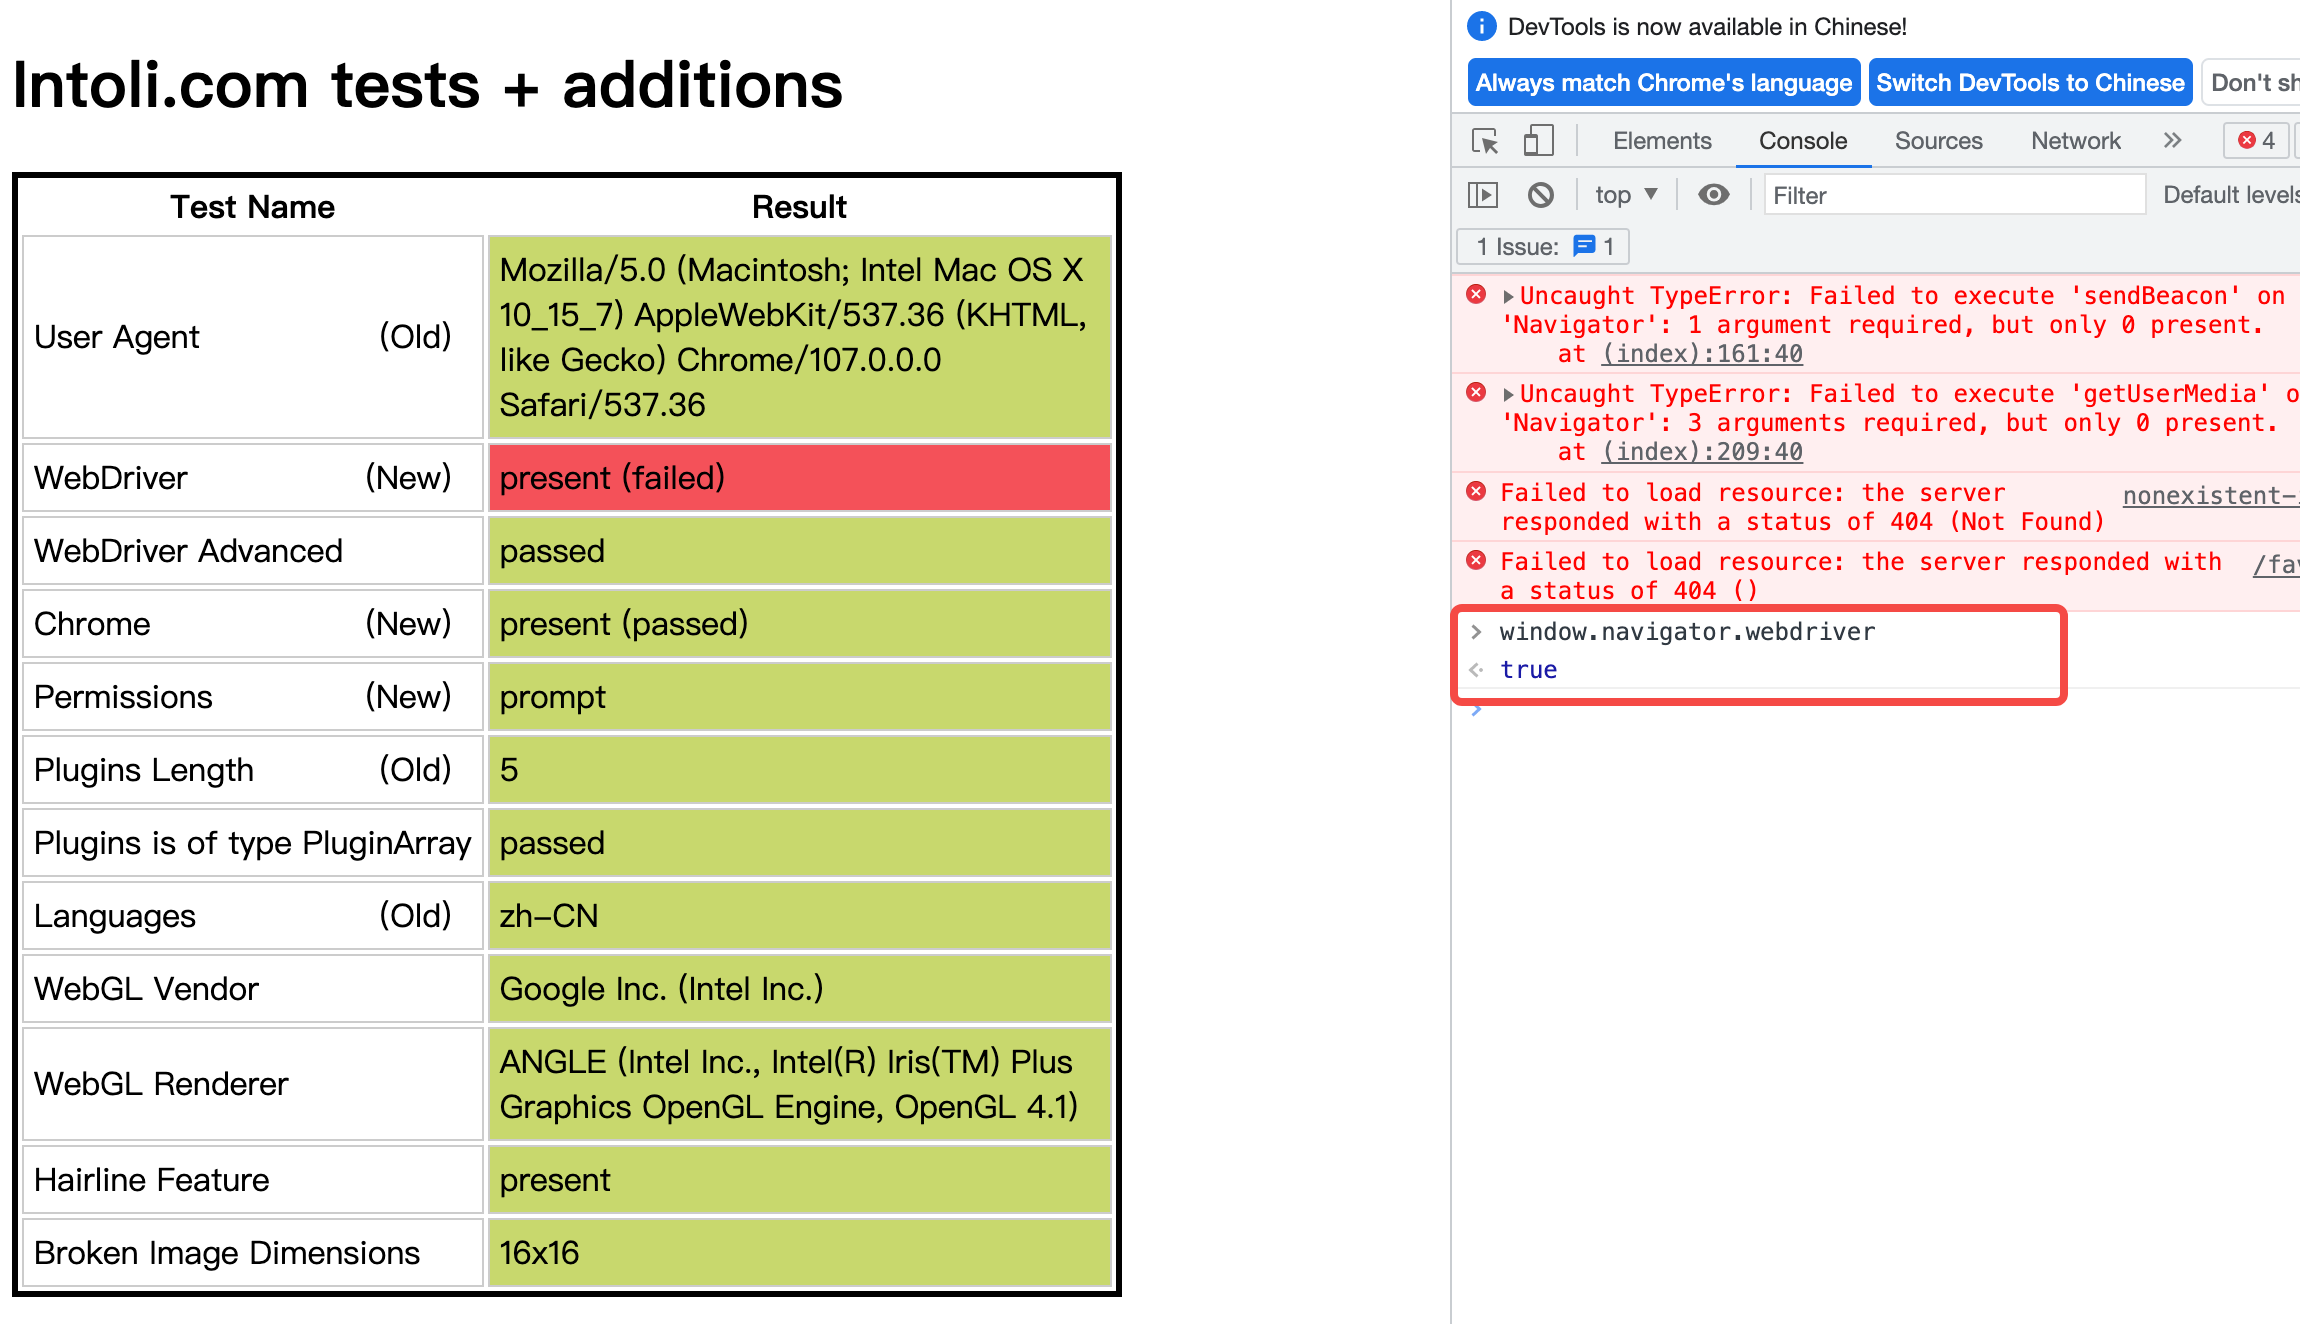 Intoli.com tests + additions
Test Name Result
User Agent (Old) Mozilla/5.0 (Macintosh; Intel Mac OS X
10_15_7) AppleWebKit/537.36 (KHTML,
like Gecko) Chrome/107.0.0.0
Safari/537.36
WebDriver (New) present (failed)
WebDriver Advanced passed
Chrome (New) present (passed)
Permissions (New) prompt
Plugins Length (Old) 5
Plugins is of type PluginArray passed
Languages (Old) zh-CN
WebGL Vendor Google Inc. (Intel Inc.)
WebGL Renderer ANGLE (Intel Inc., Intel(R) Iris(TM) Plus
Graphics OpenGL Engine, OpenGL 4.1)
Hairline Feature present
Broken Image Dimensions 16x16
DevTools is now available in Chinese!
Always match Chrome's language Switch DevTools to Chinese Don't sh
Elements Console Sources Network » 4
top ▼ Filter Default levels
1 Issue: 1
Uncaught TypeError: Failed to execute 'sendBeacon' on
'Navigator': 1 argument required, but only 0 present.
at (index):161:40
Uncaught TypeError: Failed to execute 'getUserMedia' o
'Navigator': 3 arguments required, but only 0 present.
at (index):209:40
Failed to load resource: the server nonexistent-
responded with a status of 404 (Not Found)
Failed to load resource: the server responded with /fav
a status of 404 ()
> window.navigator.webdriver
true
>